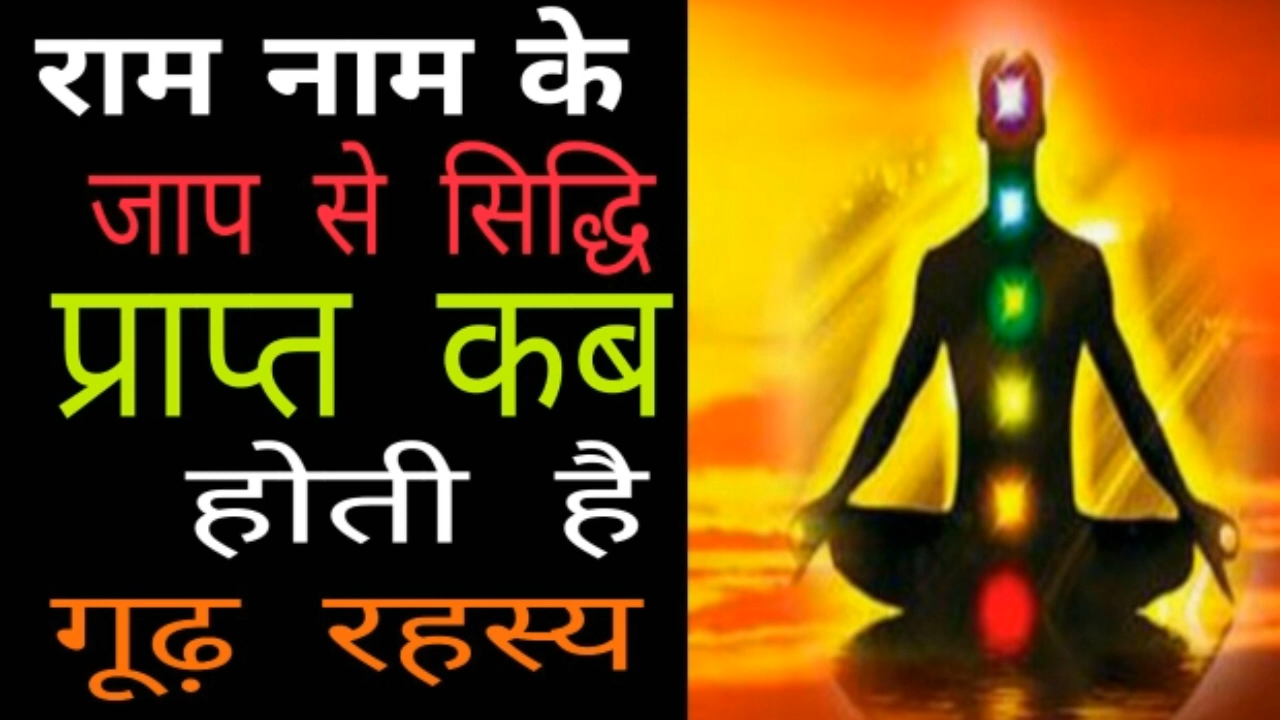 राम नाम के
जाप से सिद्धि
प्राप्त कब
होती है
गूढ़ रहस्य